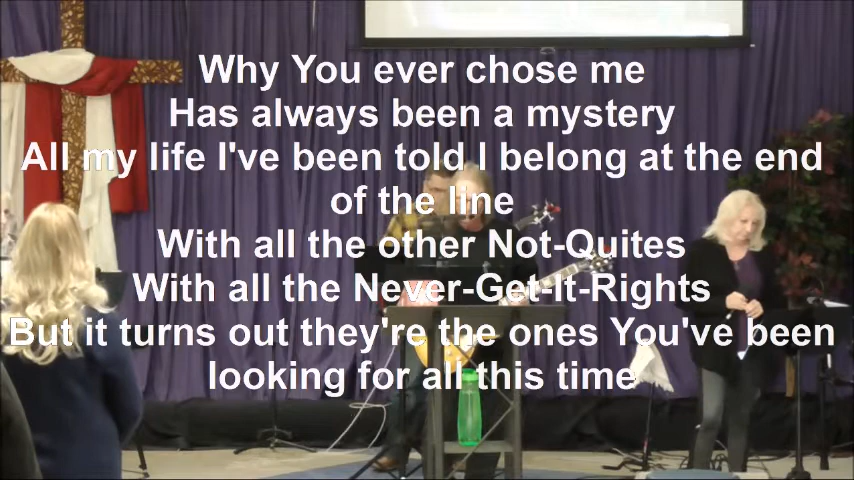 Why You ever chose me
Has always been a mystery
All my life I've been told I belong at the end
of the line
With all the other Not-Quites
With all the Never-Get-It-Rights
But it turns out they're the ones You've been
looking for all this time